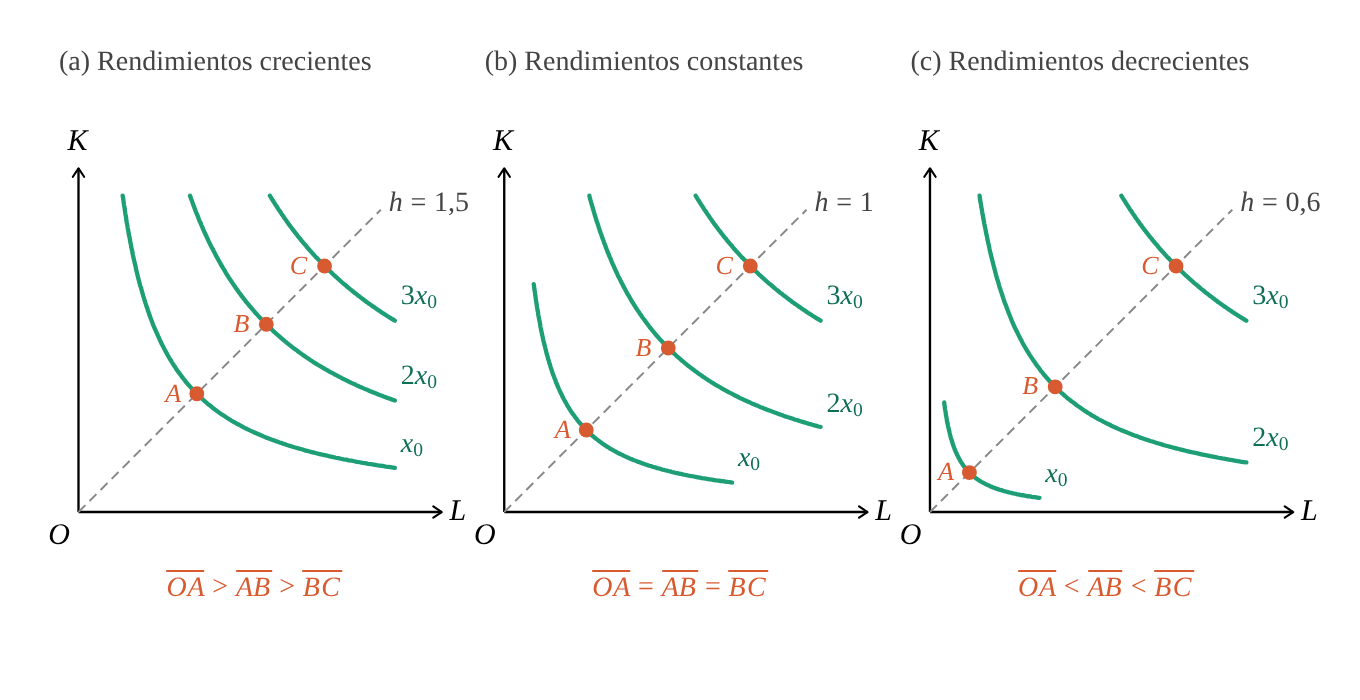 (a) Rendimientos crecientes
K
h = 1,5
C
3x₀
B
2x₀
A
x₀
L
O
OA > AB > BC
(b) Rendimientos constantes
K
h = 1
C
3x₀
B
2x₀
A
x₀
L
O
OA = AB = BC
(c) Rendimientos decrecientes
K
h = 0,6
C
3x₀
B
2x₀
A
x₀
L
O
OA < AB < BC